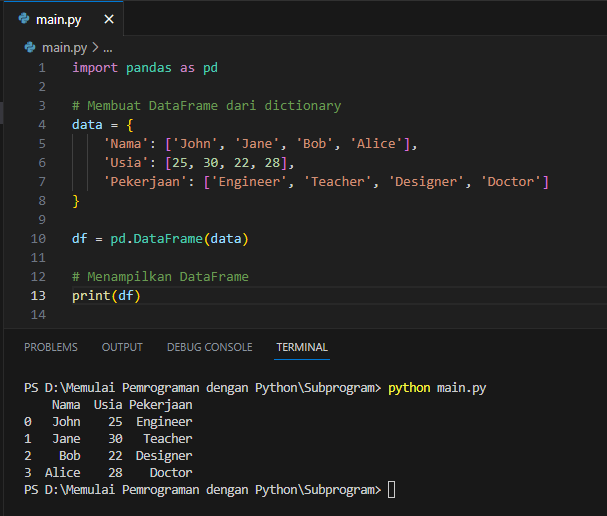 main.py
main.py > ...
1 import pandas as pd
2
3 # Membuat DataFrame dari dictionary
4 data = {
5     'Nama': ['John', 'Jane', 'Bob', 'Alice'],
6     'Usia': [25, 30, 22, 28],
7     'Pekerjaan': ['Engineer', 'Teacher', 'Designer', 'Doctor']
8 }
9
10 df = pd.DataFrame(data)
11
12 # Menampilkan DataFrame
13 print(df)
14
PROBLEMS OUTPUT DEBUG CONSOLE TERMINAL
PS D:\Memulai Pemrograman dengan Python\Subprogram> python main.py
    Nama  Usia Pekerjaan
0   John    25  Engineer
1   Jane    30   Teacher
2    Bob    22  Designer
3  Alice    28    Doctor
PS D:\Memulai Pemrograman dengan Python\Subprogram>